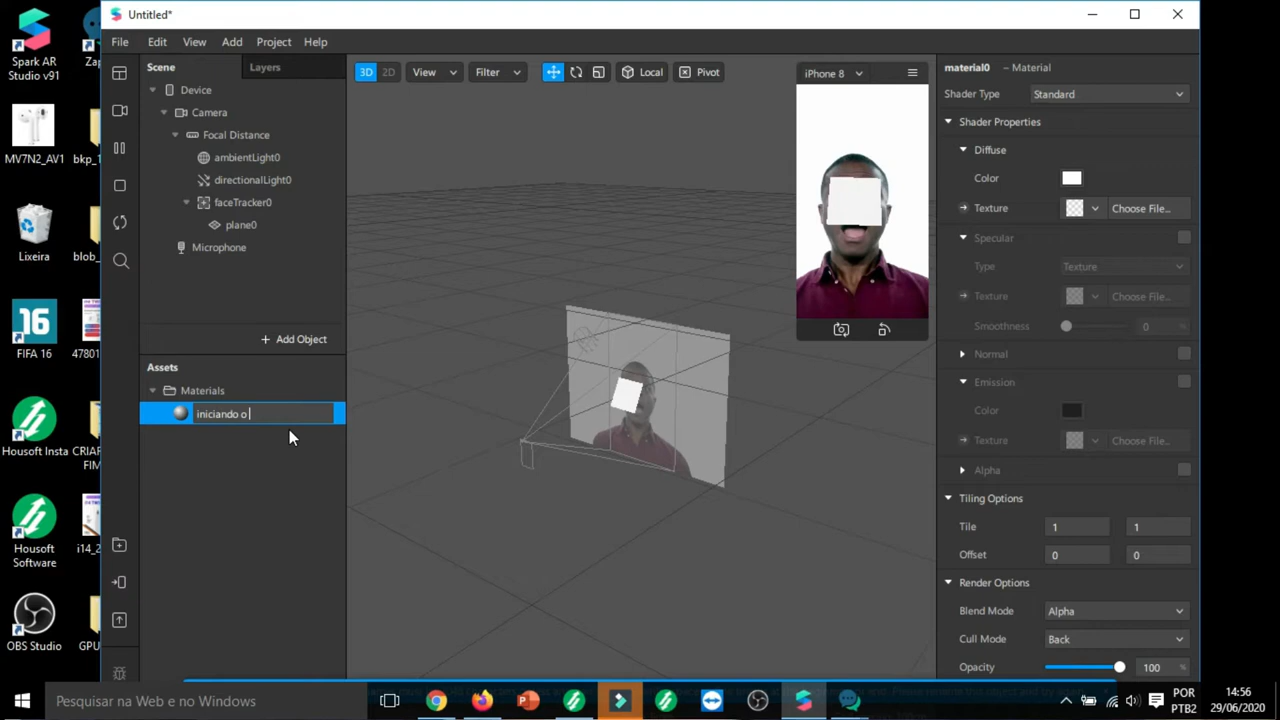 Untitled*
File Edit View Add Project Help
Scene Layers
Device
Camera
Focal Distance
ambientLight0
directionalLight0
faceTracker0
plane0
Microphone
Add Object
Assets
Materials
iniciando o
3D 2D View Filter Local Pivot
iPhone 8
material0 – Material
Shader Type Standard
Shader Properties
Diffuse
Color
Texture Choose File...
Specular
Type Texture
Texture Choose File...
Smoothness 0 %
Normal
Emission
Color
Texture Choose File...
Alpha
Tiling Options
Tile 1 1
Offset 0 0
Render Options
Blend Mode Alpha
Cull Mode Back
Opacity 100 %
Spark AR
Studio v91
Zap
MV7N2_AV1
bkp_
Lixeira
blob_
FIFA 16
47801
Housoft Insta
CRIAR
FIM
Housoft
Software
i14_2
OBS Studio
GPU
Pesquisar na Web e no Windows
POR
PTB2
14:56
29/06/2020